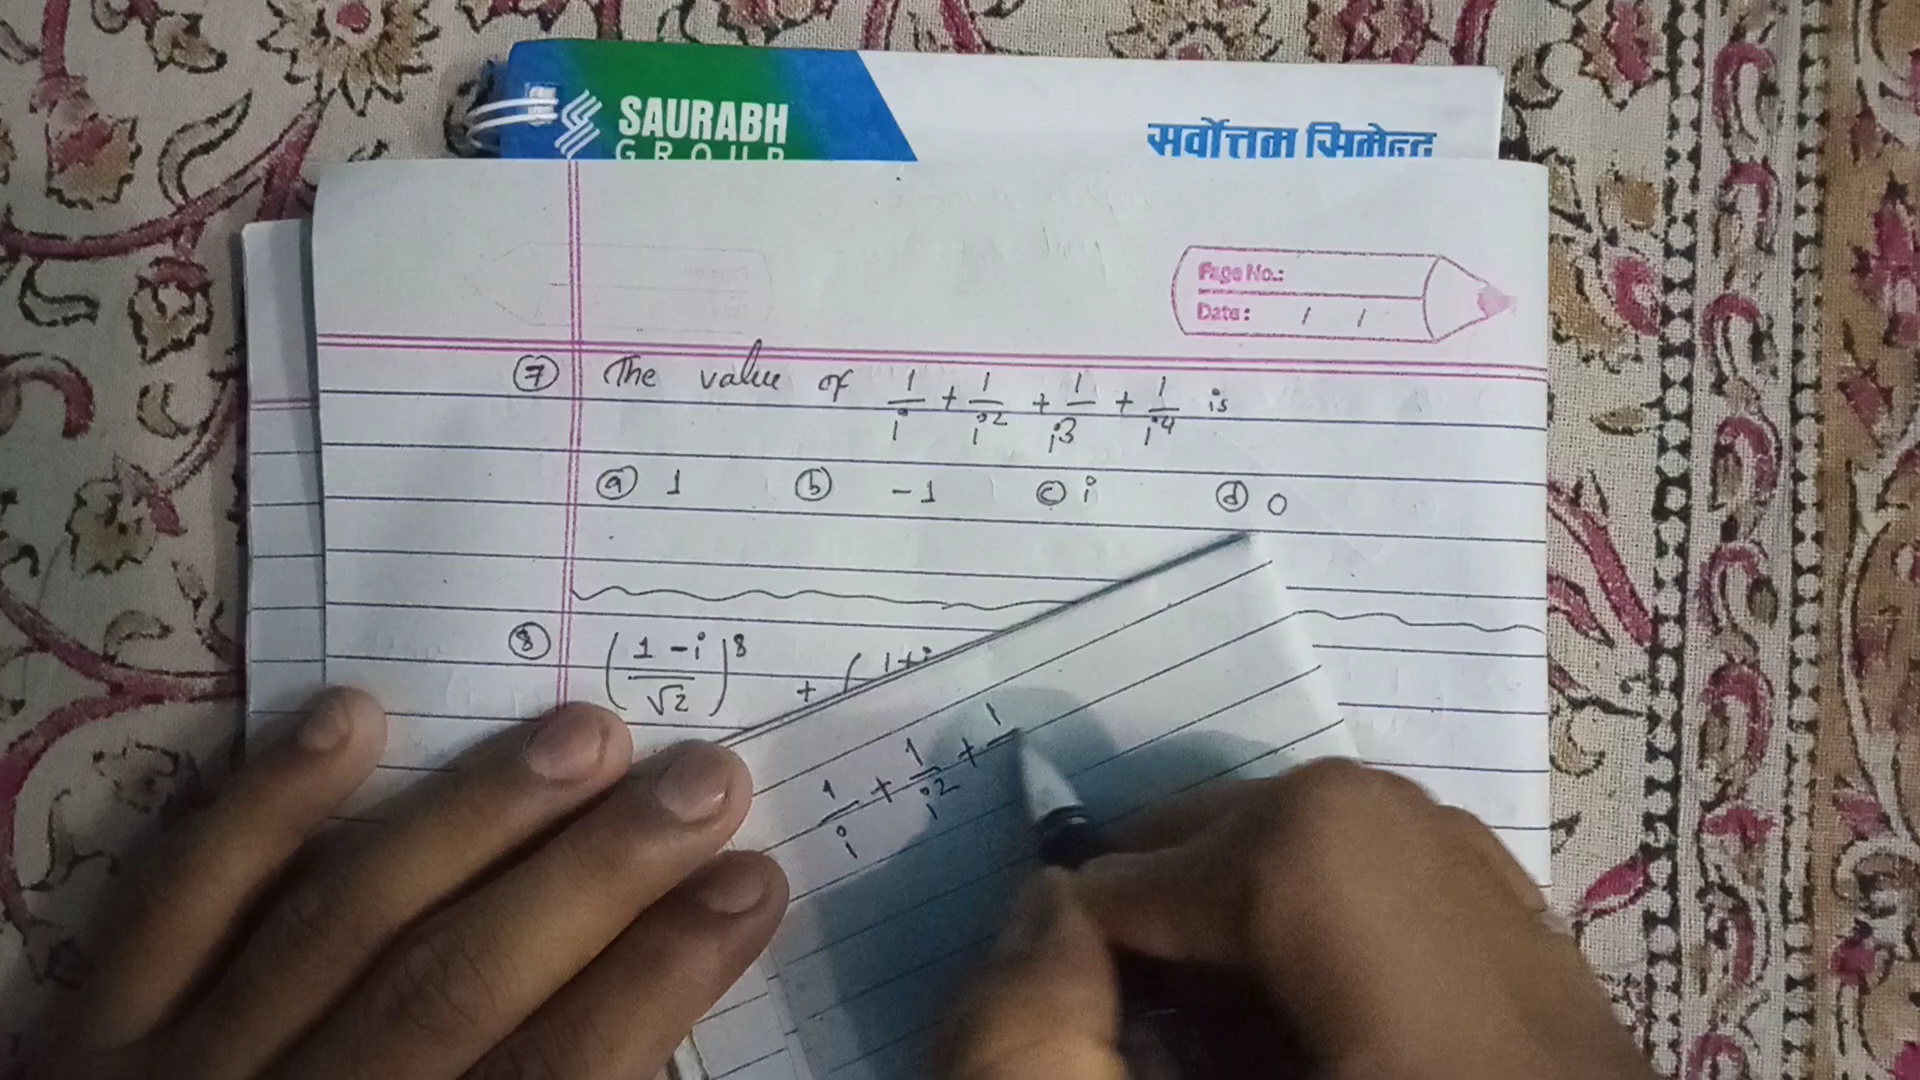 SAURABH
GROUP
सर्वोत्तम सिमेन्ट
Page No.:
Date: / /
⑦ The value of 1/i + 1/i² + 1/i³ + 1/i⁴ is
ⓐ 1 ⓑ -1 ⓒ i ⓓ 0
⑧ ((1-i)/√2)⁸ + (1+i
1/i + 1/i² + 1/